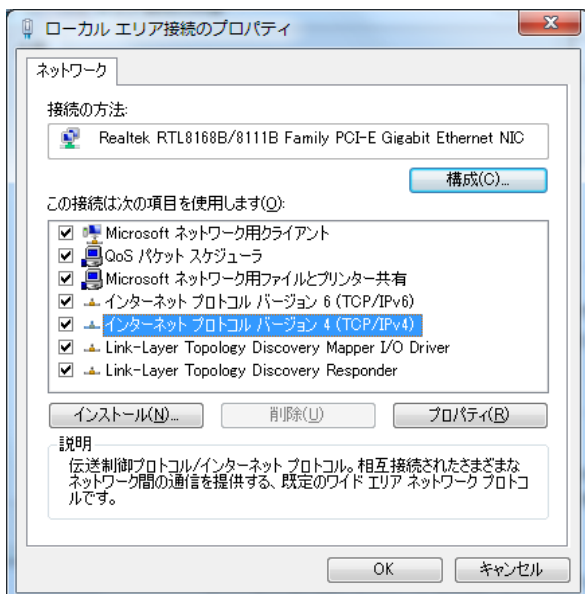 ローカル エリア接続のプロパティ
ネットワーク
接続の方法:
Realtek RTL8168B/8111B Family PCI-E Gigabit Ethernet NIC
構成(C)...
この接続は次の項目を使用します(O):
Microsoft ネットワーク用クライアント
QoS パケット スケジューラ
Microsoft ネットワーク用ファイルとプリンター共有
インターネット プロトコル バージョン 6 (TCP/IPv6)
インターネット プロトコル バージョン 4 (TCP/IPv4)
Link-Layer Topology Discovery Mapper I/O Driver
Link-Layer Topology Discovery Responder
インストール(N)... 削除(U) プロパティ(R)
説明
伝送制御プロトコル/インターネット プロトコル。相互接続されたさまざまな
ネットワーク間の通信を提供する、既定のワイド エリア ネットワーク プロトコ
ルです。
OK キャンセル